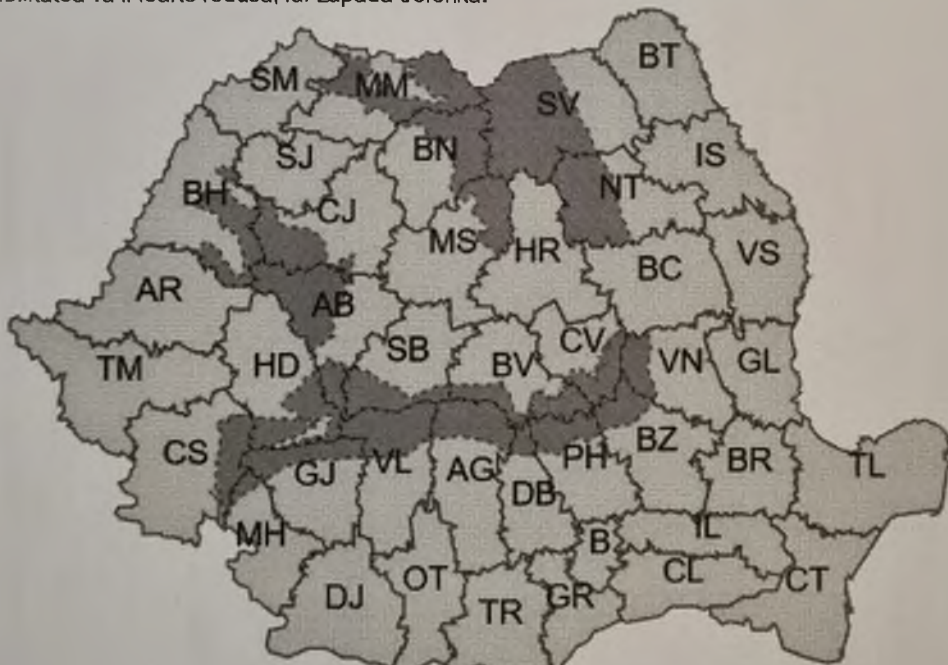 BT
SM MM
SV
SJ BN IS
BH NT
CJ
MS HR VS
BC
AR AB
CV
SB
TM HD BV VN GL
CS GJ VL AG PH BZ BR TL
DB
MH B IL
OT CL CT
DJ TR GR